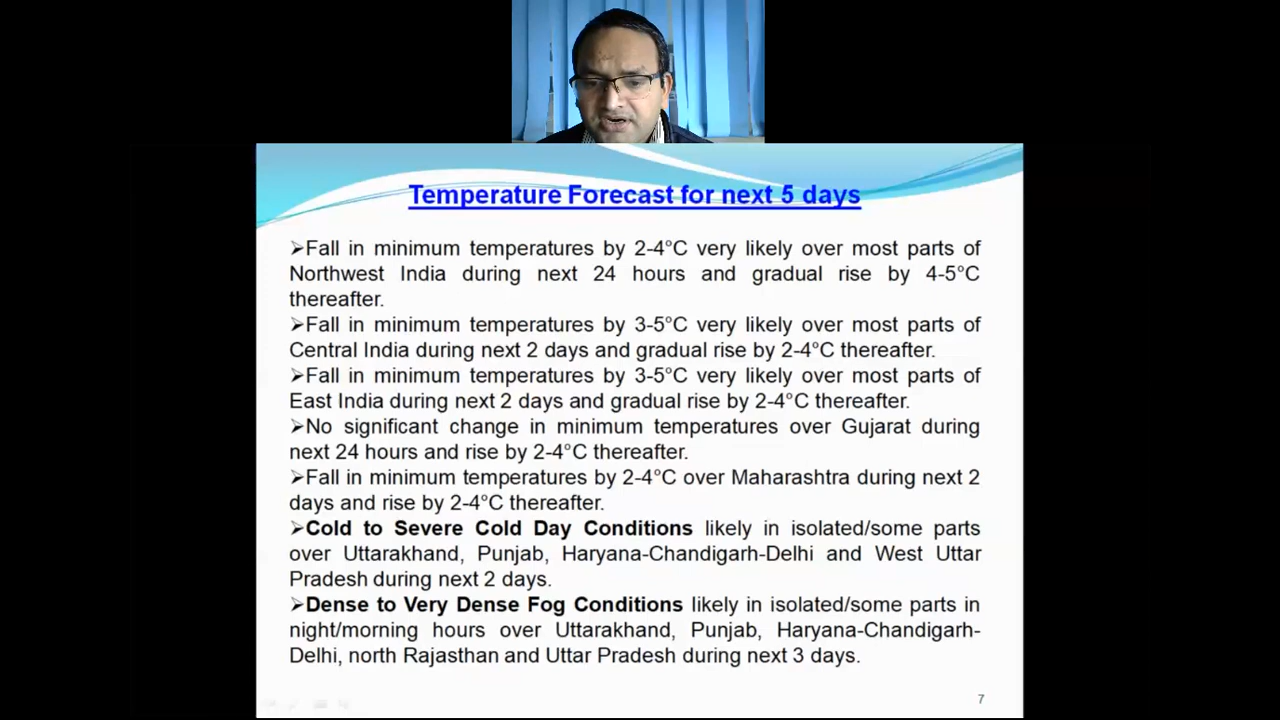 Temperature Forecast for next 5 days
➢Fall in minimum temperatures by 2-4°C very likely over most parts of
Northwest India during next 24 hours and gradual rise by 4-5°C
thereafter.
➢Fall in minimum temperatures by 3-5°C very likely over most parts of
Central India during next 2 days and gradual rise by 2-4°C thereafter.
➢Fall in minimum temperatures by 3-5°C very likely over most parts of
East India during next 2 days and gradual rise by 2-4°C thereafter.
➢No significant change in minimum temperatures over Gujarat during
next 24 hours and rise by 2-4°C thereafter.
➢Fall in minimum temperatures by 2-4°C over Maharashtra during next 2
days and rise by 2-4°C thereafter.
➢Cold to Severe Cold Day Conditions likely in isolated/some parts
over Uttarakhand, Punjab, Haryana-Chandigarh-Delhi and West Uttar
Pradesh during next 2 days.
➢Dense to Very Dense Fog Conditions likely in isolated/some parts in
night/morning hours over Uttarakhand, Punjab, Haryana-Chandigarh-
Delhi, north Rajasthan and Uttar Pradesh during next 3 days.
7